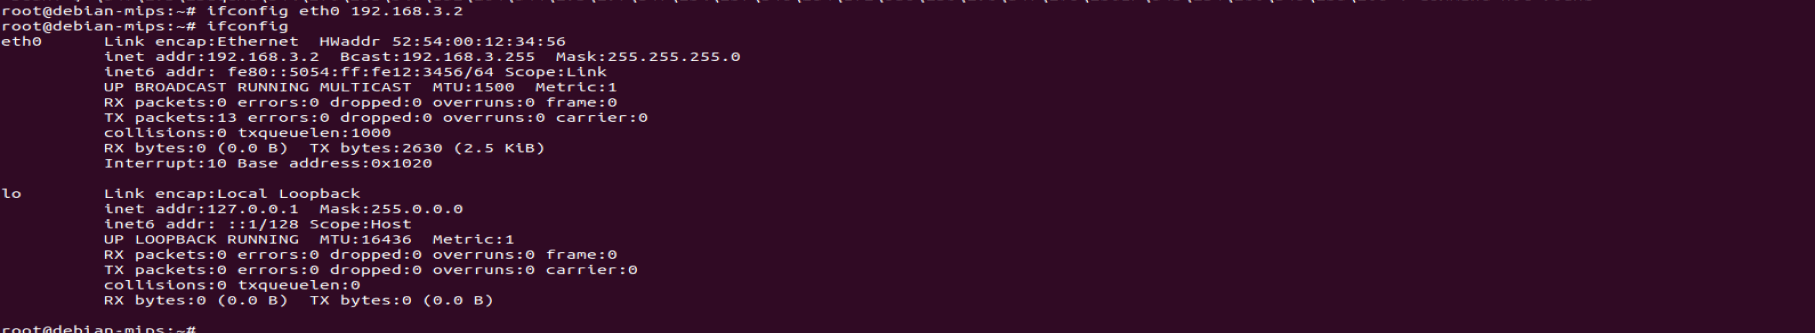 root@debian-mips:~# ifconfig eth0 192.168.3.2
root@debian-mips:~# ifconfig
eth0      Link encap:Ethernet  HWaddr 52:54:00:12:34:56
          inet addr:192.168.3.2  Bcast:192.168.3.255  Mask:255.255.255.0
          inet6 addr: fe80::5054:ff:fe12:3456/64 Scope:Link
          UP BROADCAST RUNNING MULTICAST  MTU:1500  Metric:1
          RX packets:0 errors:0 dropped:0 overruns:0 frame:0
          TX packets:13 errors:0 dropped:0 overruns:0 carrier:0
          collisions:0 txqueuelen:1000
          RX bytes:0 (0.0 B)  TX bytes:2630 (2.5 KiB)
          Interrupt:10 Base address:0x1020
lo        Link encap:Local Loopback
          inet addr:127.0.0.1  Mask:255.0.0.0
          inet6 addr: ::1/128 Scope:Host
          UP LOOPBACK RUNNING  MTU:16436  Metric:1
          RX packets:0 errors:0 dropped:0 overruns:0 frame:0
          TX packets:0 errors:0 dropped:0 overruns:0 carrier:0
          collisions:0 txqueuelen:0
          RX bytes:0 (0.0 B)  TX bytes:0 (0.0 B)
root@debian-mips:~#